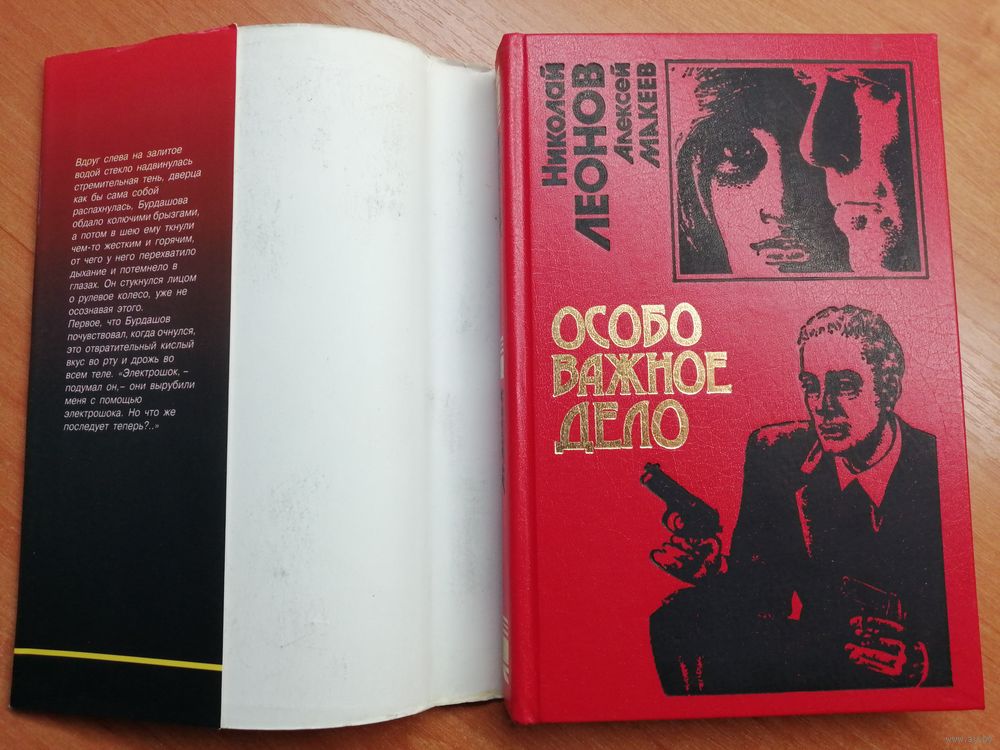 Вдруг слева на залитое
водой стекло надвинулась
стремительная тень, дверца
как бы сама собой
распахнулась, Бурдашова
обдало колючими брызгами,
а потом в шею ему ткнули
чем-то жестким и горячим,
от чего у него перехватило
дыхание и потемнело в
глазах. Он стукнулся лицом
о рулевое колесо, уже не
осознавая этого.
Первое, что Бурдашов
почувствовал, когда очнулся,
это отвратительный кислый
вкус во рту и дрожь во
всем теле. «Электрошок, –
подумал он,– они вырубили
меня с помощью
электрошока. Но что же
последует теперь?..»
Николай
ЛЕОНОВ
Алексей
МАКЕЕВ
ОСОБО
ВАЖНОЕ
ДЕЛО